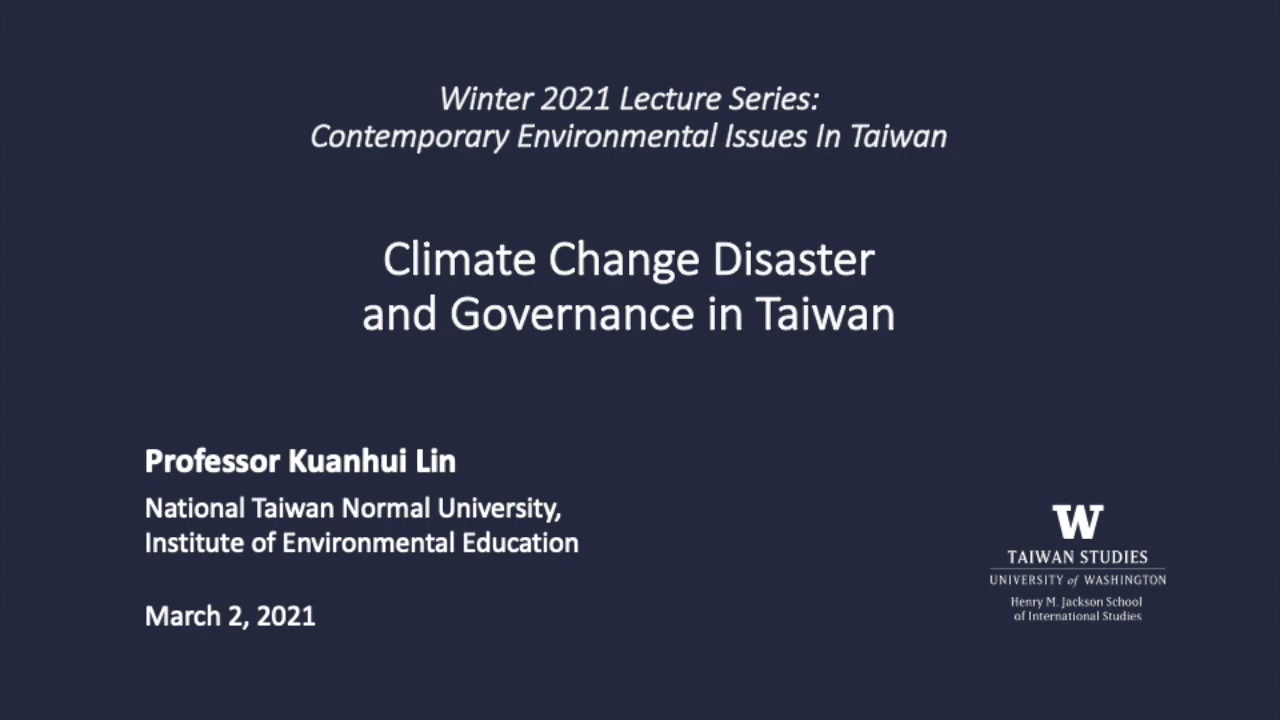 Winter 2021 Lecture Series:
Contemporary Environmental Issues In Taiwan
Climate Change Disaster
and Governance in Taiwan
Professor Kuanhui Lin
National Taiwan Normal University,
Institute of Environmental Education
March 2, 2021
W
TAIWAN STUDIES
UNIVERSITY of WASHINGTON
Henry M. Jackson School
of International Studies